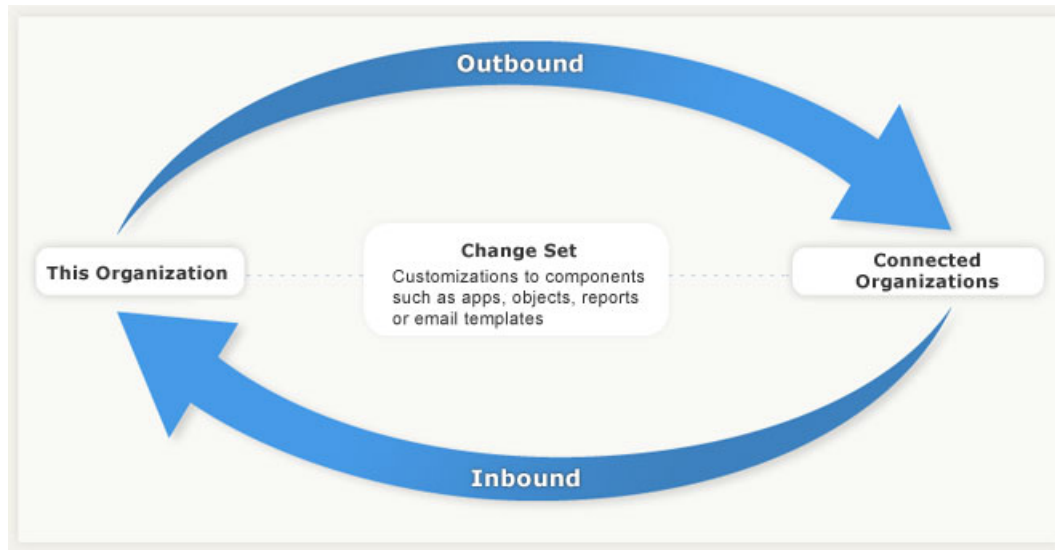 Outbound
This Organization
Change Set
Customizations to components
such as apps, objects, reports
or email templates
Connected
Organizations
Inbound